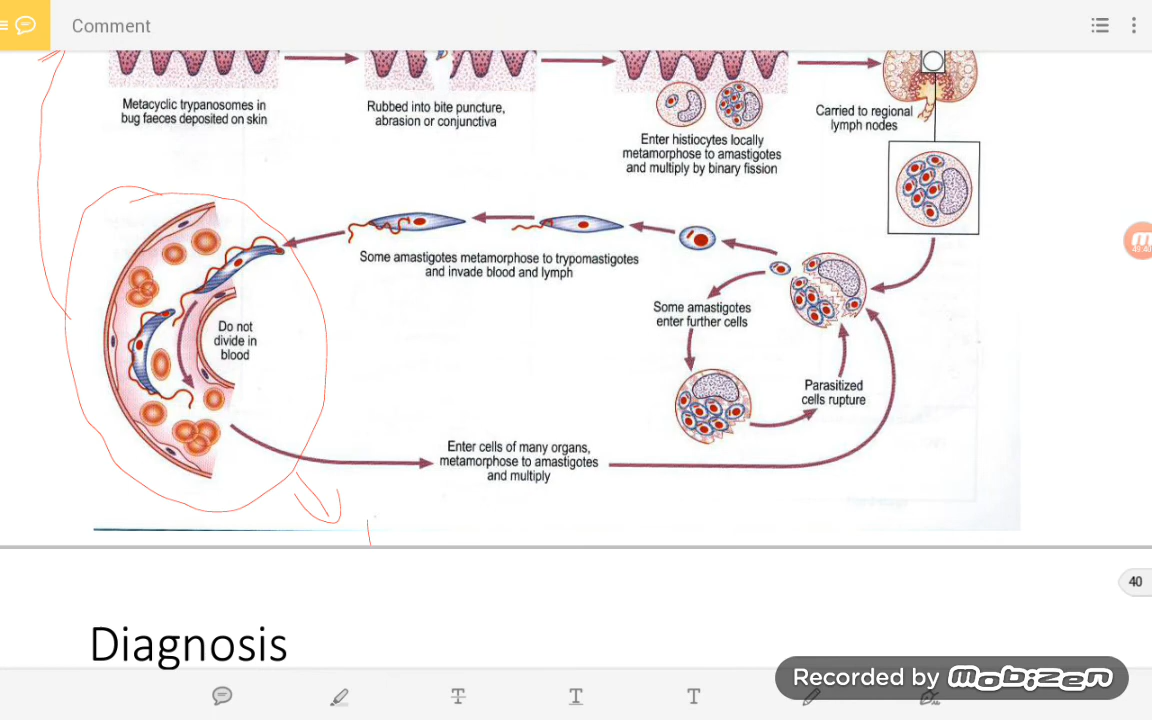 Comment
Metacyclic trypanosomes in
bug faeces deposited on skin
Rubbed into bite puncture,
abrasion or conjunctiva
Enter histiocytes locally
metamorphose to amastigotes
and multiply by binary fission
Carried to regional
lymph nodes
Some amastigotes metamorphose to trypomastigotes
and invade blood and lymph
Some amastigotes
enter further cells
Do not
divide in
blood
Parasitized
cells rupture
Enter cells of many organs,
metamorphose to amastigotes
and multiply
40
Diagnosis
Recorded by mobizen
T T T